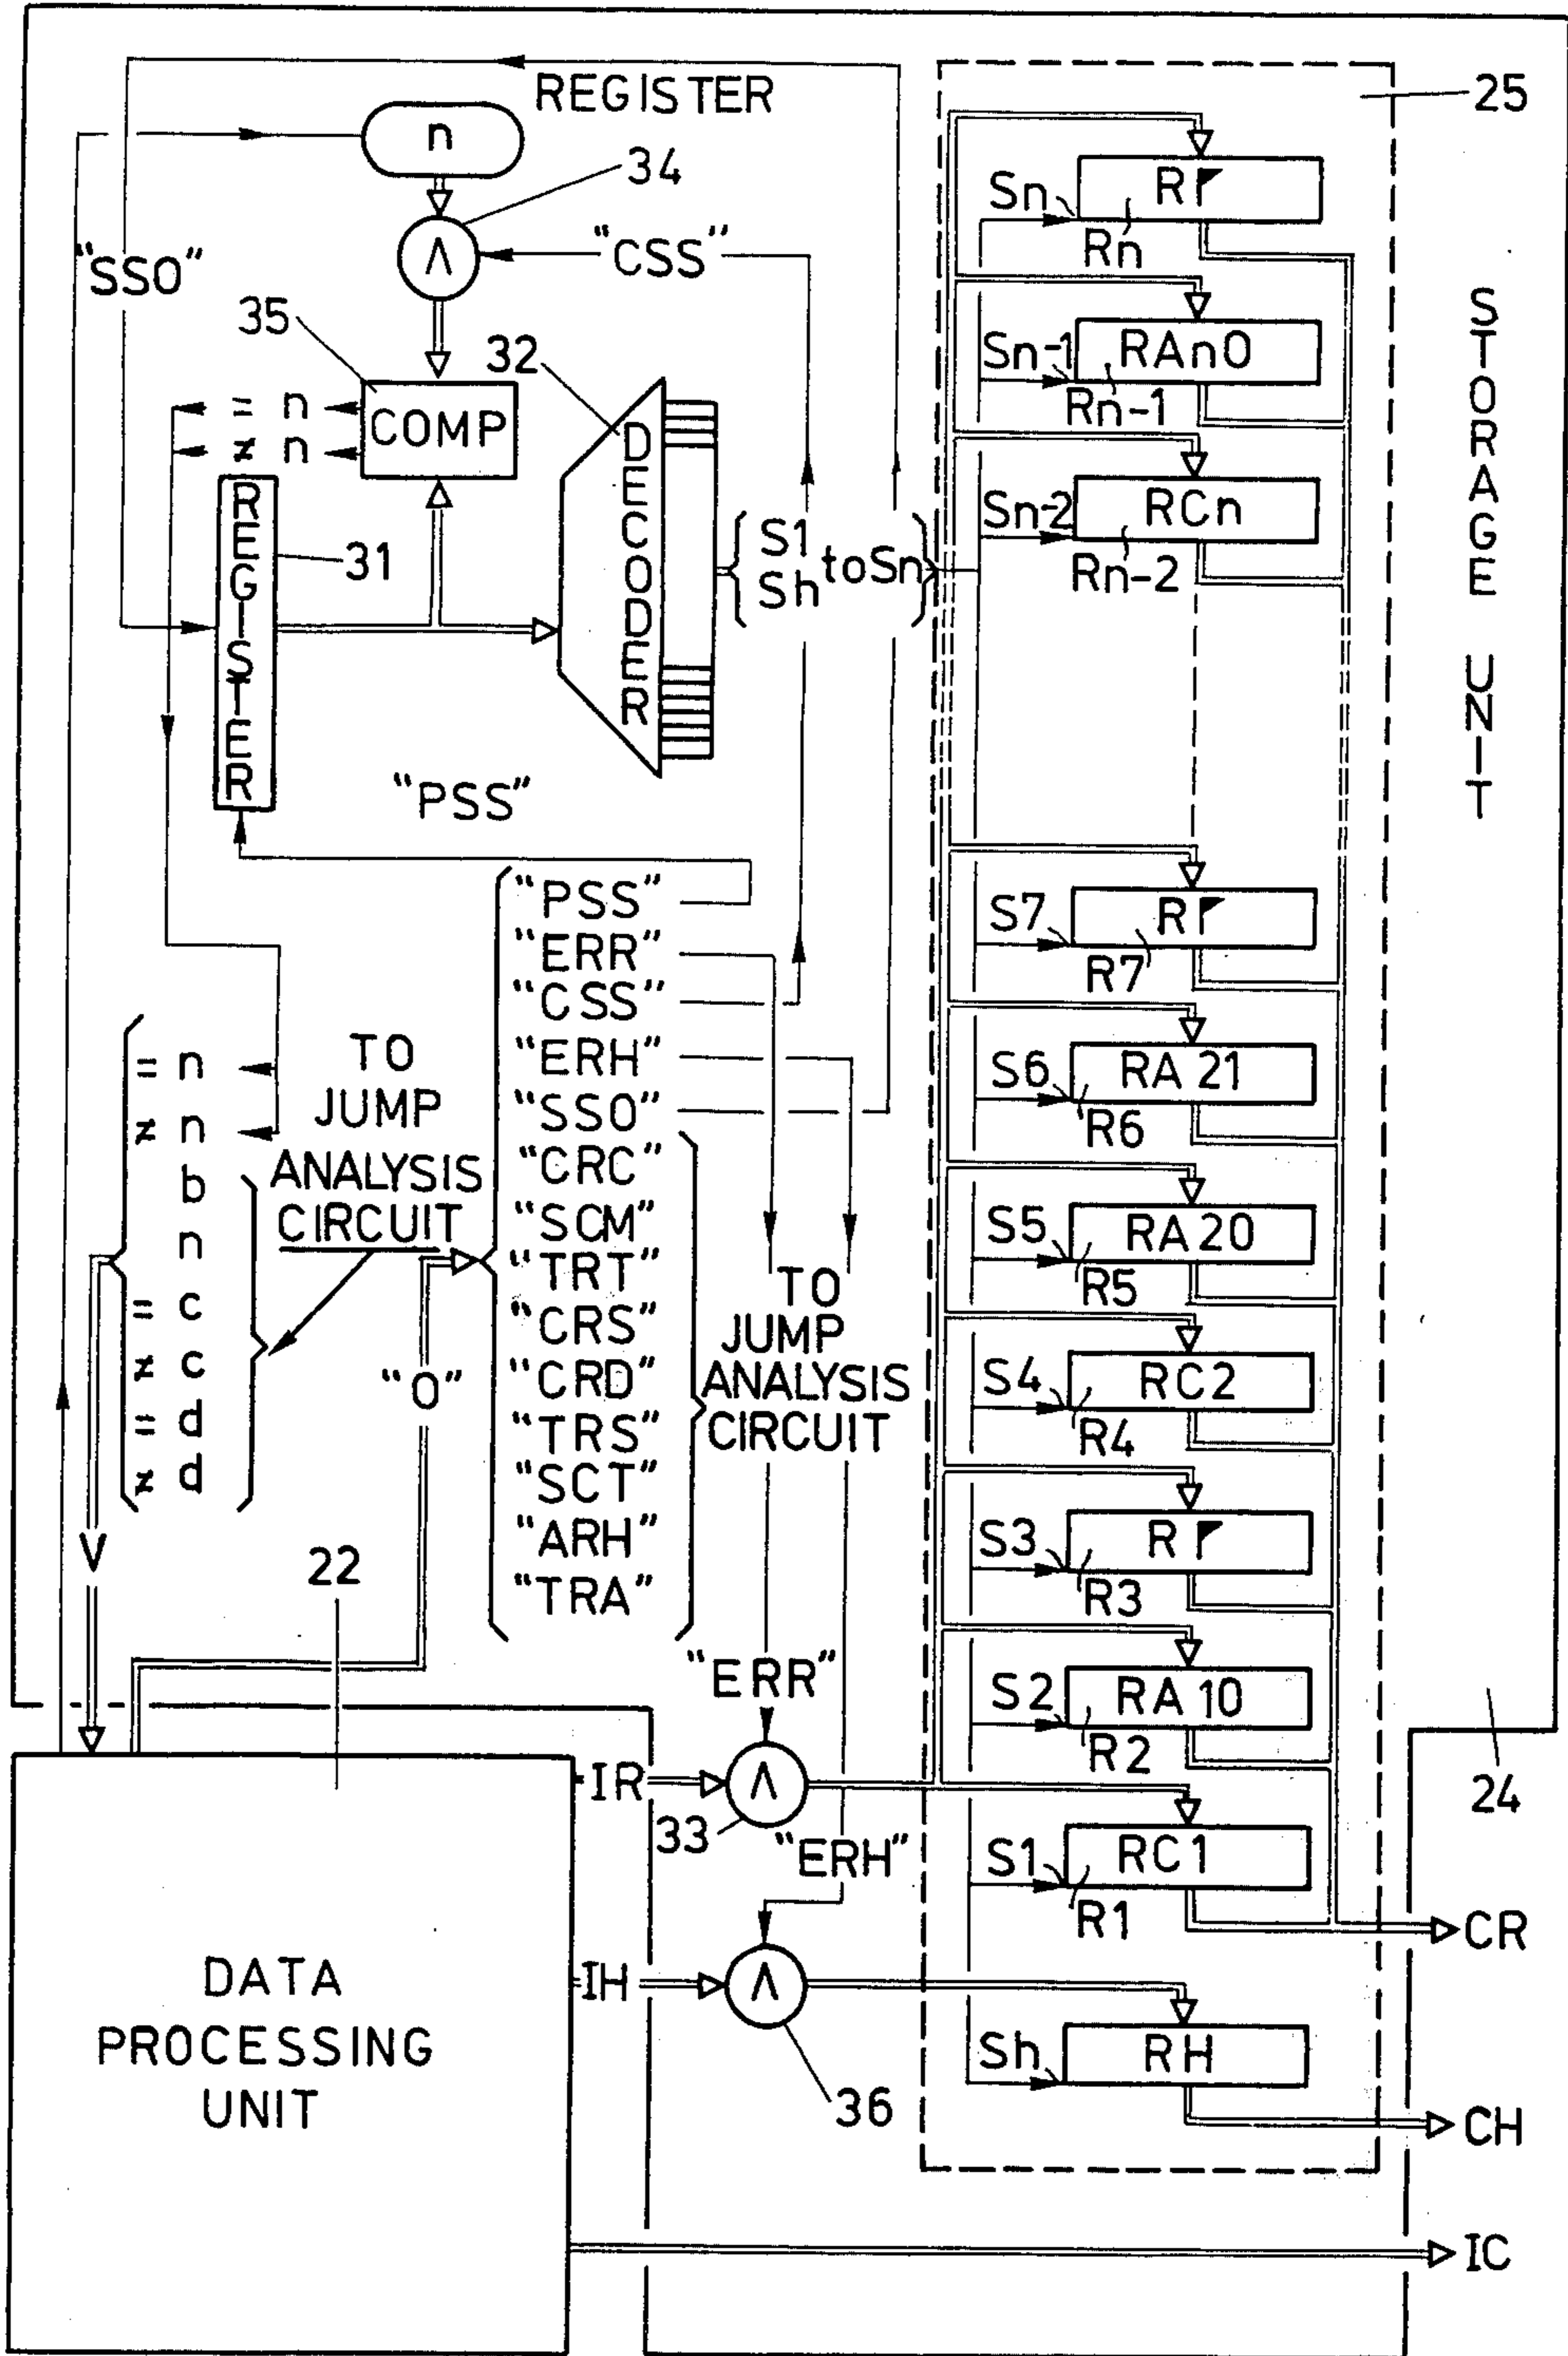 REGISTER
25
n
34
"CSS"
"SSO"
35
32
COMP
= n
≠ n
DECODER
REGISTER
31
S1
Sh
to Sn
"PSS"
Sn
Rn
Sn-1
RAn0
Rn-1
Sn-2
RCn
Rn-2
STORAGE UNIT
"PSS"
"ERR"
"CSS"
"ERH"
"SSO"
"CRC"
"SCM"
"TRT"
"CRS"
"CRD"
"TRS"
"SCT"
"ARH"
"TRA"
= n
≠ n
b
n
= c
≠ c
= d
≠ d
TO
JUMP
ANALYSIS
CIRCUIT
"O"
V
22
TO
JUMP
ANALYSIS
CIRCUIT
S7
R7
S6
RA 21
R6
S5
RA 20
R5
S4
RC2
R4
S3
R3
S2
RA 10
R2
S1
RC1
R1
Sh
RH
"ERR"
IR
33
"ERH"
IH
36
24
CR
CH
IC
DATA
PROCESSING
UNIT